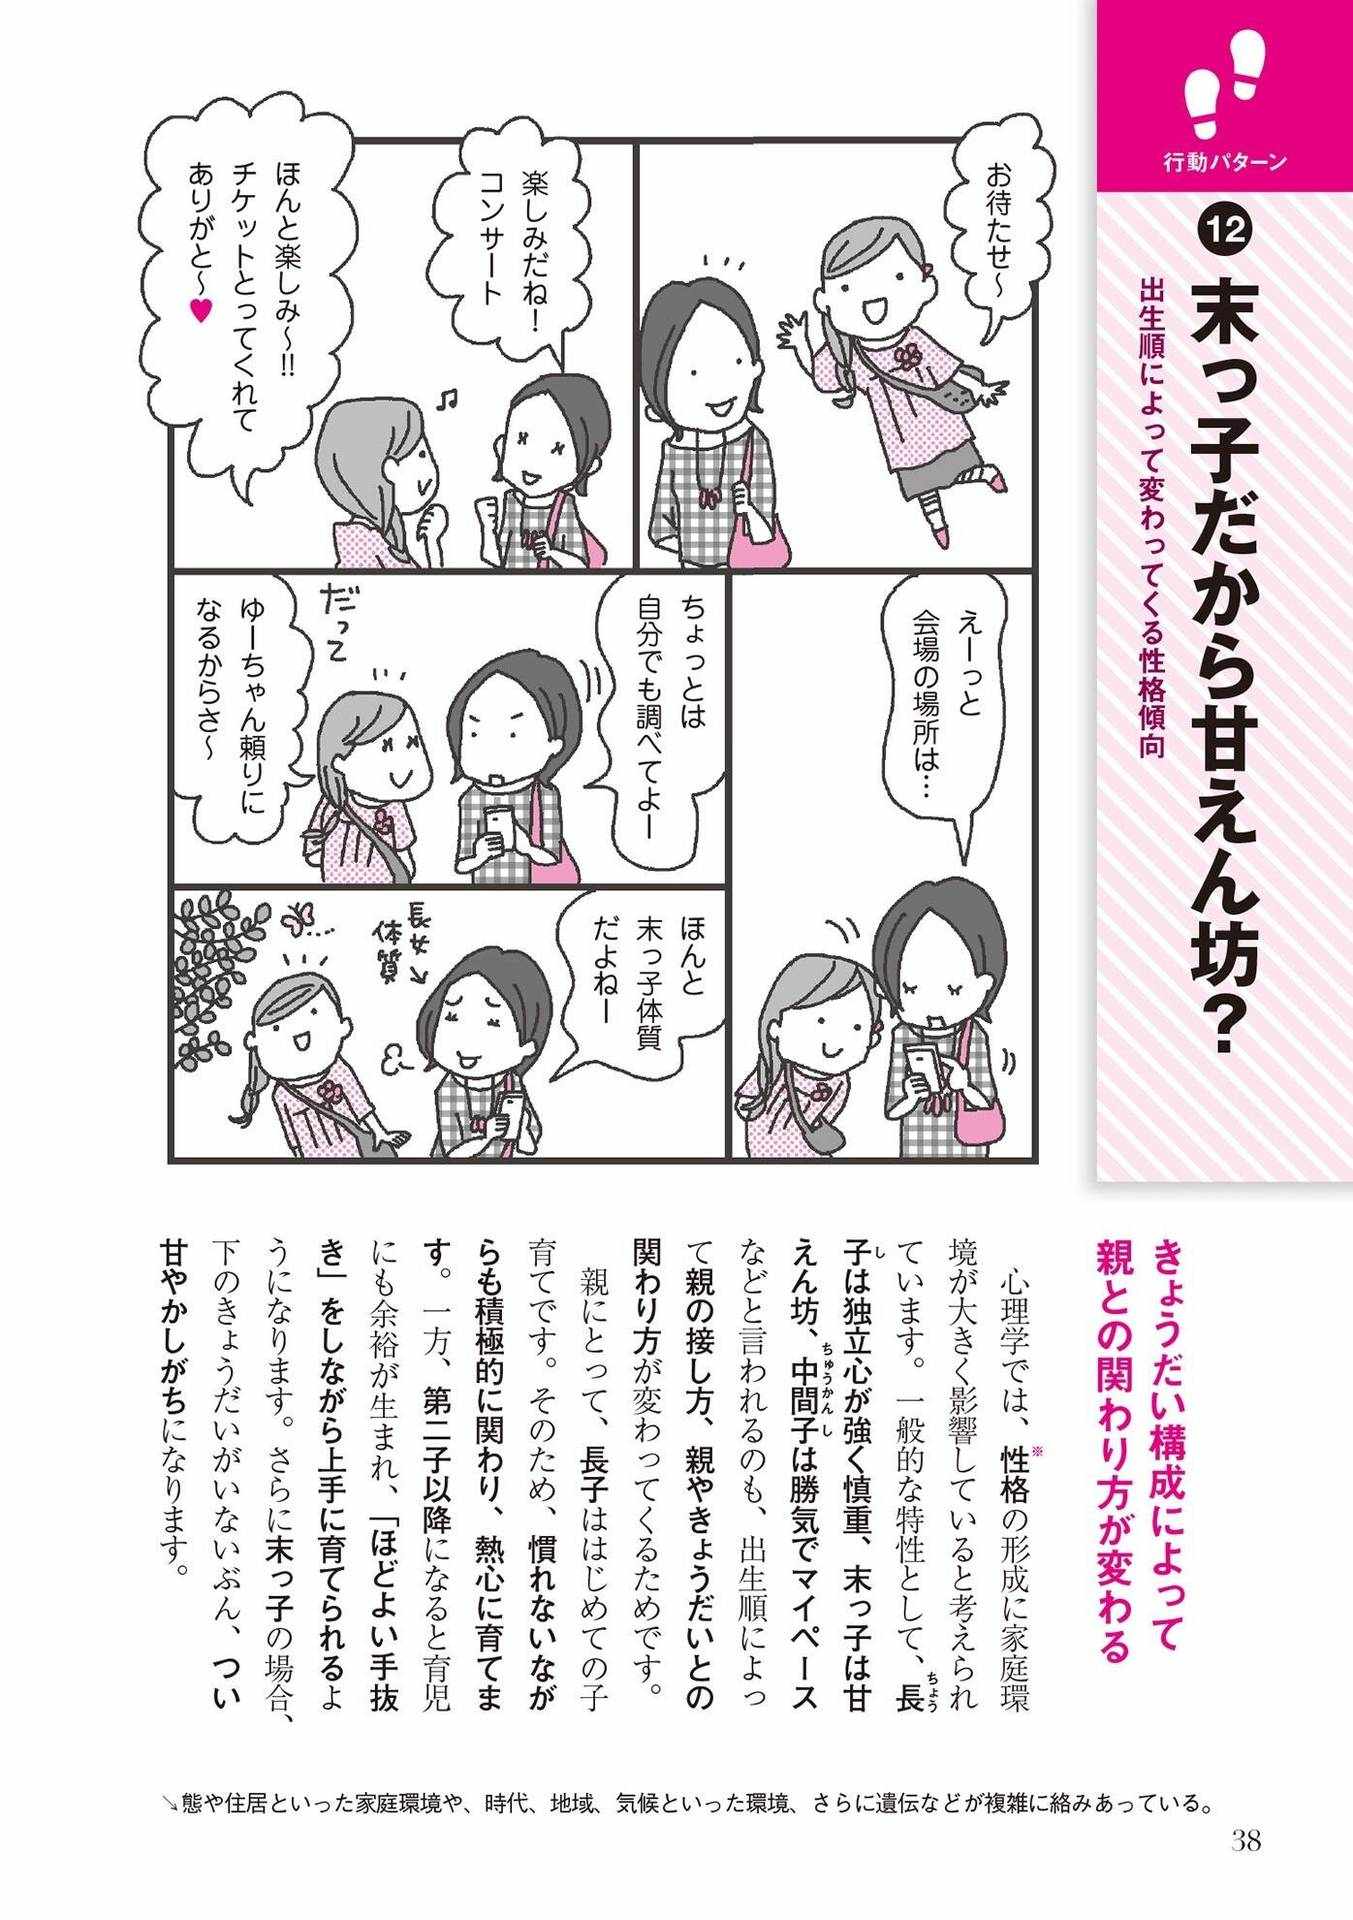 行動パターン
12
末っ子だから甘えん坊?
出生順によって変わってくる性格傾向
お待たせ〜
楽しみだね!
コンサート
ほんと楽しみ〜!!
チケットとってくれて
ありがと〜♥
えーっと
会場の場所は…
ちょっとは
自分でも調べてよー
だって
ゆーちゃん頼りに
なるからさ〜
ほんと
末っ子体質
だよねー
長女
体質
きょうだい構成によって
親との関わり方が変わる
心理学では、性格※の形成に家庭環
境が大きく影響していると考えられ
ています。一般的な特性として、長ちょう
子しは独立心が強く慎重、末っ子は甘
えん坊、中間子ちゅうかんしは勝気でマイペース
などと言われるのも、出生順によっ
て親の接し方、親やきょうだいとの
関わり方が変わってくるためです。
親にとって、長子ははじめての子
育てです。そのため、慣れないなが
らも積極的に関わり、熱心に育てま
す。一方、第二子以降になると育児
にも余裕が生まれ、「ほどよい手抜
き」をしながら上手に育てられるよ
うになります。さらに末っ子の場合、
下のきょうだいがいないぶん、つい
甘やかしがちになります。
↘態や住居といった家庭環境や、時代、地域、気候といった環境、さらに遺伝などが複雑に絡みあっている。
38